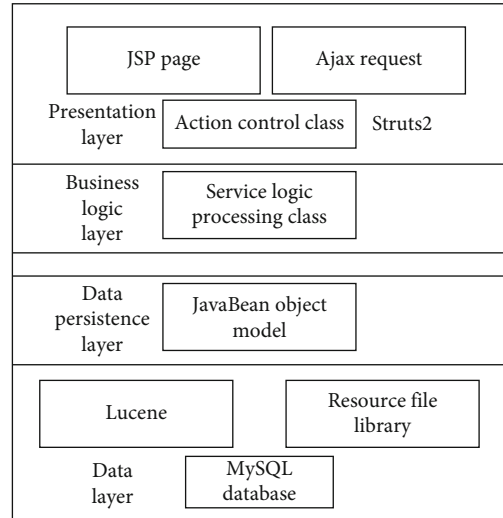 JSP page
Ajax request
Presentation
layer
Action control class
Struts2
Business
logic
layer
Service logic
processing class
Data
persistence
layer
JavaBean object
model
Lucene
Resource file
library
Data
layer
MySQL
database